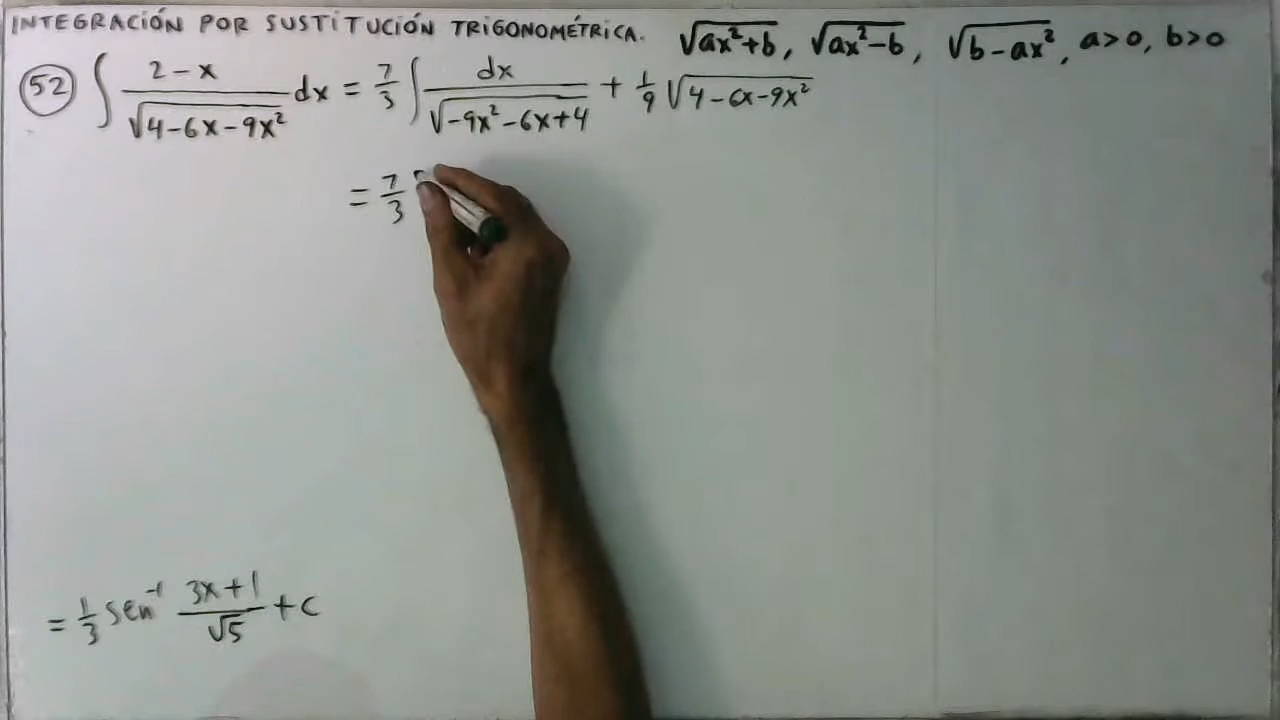 INTEGRACIÓN POR SUSTITUCIÓN TRIGONOMÉTRICA. √(ax²+b), √(ax²-b), √(b-ax²), a>0, b>0
52 ∫ (2-x)/√(4-6x-9x²) dx = 7/3 ∫ dx/√(-9x²-6x+4) + 1/9 √(4-6x-9x²)
= 7/3
= 1/3 sen⁻¹ (3x+1)/√5 + c